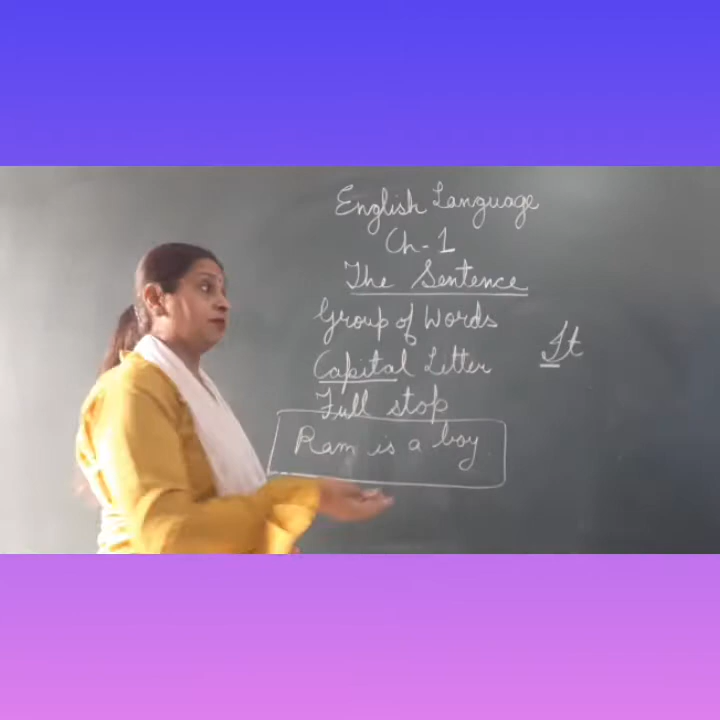 English Language
Ch-1
The Sentence
Group of Words
Capital Letter
It
Full stop
Ram is a boy.